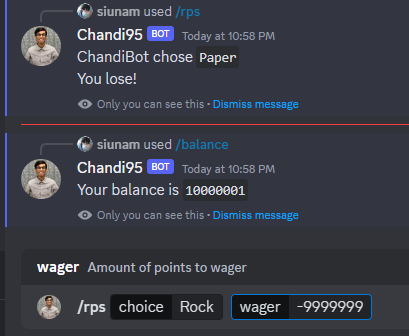 siunam used /rps
Chandi95 BOT Today at 10:58 PM
ChandiBot chose Paper
You lose!
Only you can see this • Dismiss message
siunam used /balance
Chandi95 BOT Today at 10:58 PM
Your balance is 10000001
Only you can see this • Dismiss message
wager Amount of points to wager
/rps choice Rock wager -9999999